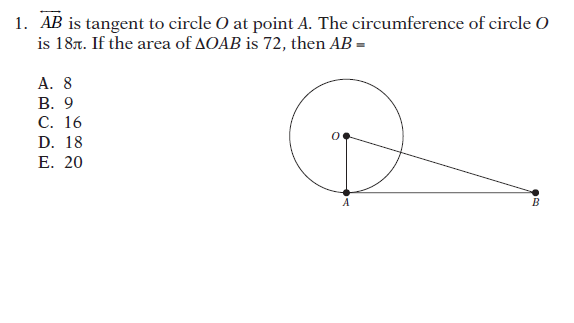 1. AB is tangent to circle O at point A. The circumference of circle O
is 18π. If the area of ΔOAB is 72, then AB =
A. 8
B. 9
C. 16
D. 18
E. 20
O
A
B